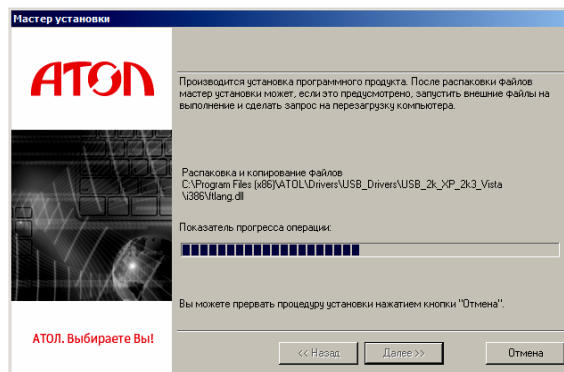 Мастер установки
АТОЛ
Производится установка программного продукта. После распаковки файлов
мастер установки может, если это предусмотрено, запустить внешние файлы на
выполнение и сделать запрос на перезагрузку компьютера.
Распаковка и копирование файлов
C:\Program Files (x86)\ATOL\Drivers\USB_Drivers\USB_2k_XP_2k3_Vista
\i386\ftlang.dll
Показатель прогресса операции:
Вы можете прервать процедуру установки нажатием кнопки "Отмена".
АТОЛ. Выбираете Вы!
<< Назад
Далее >>
Отмена